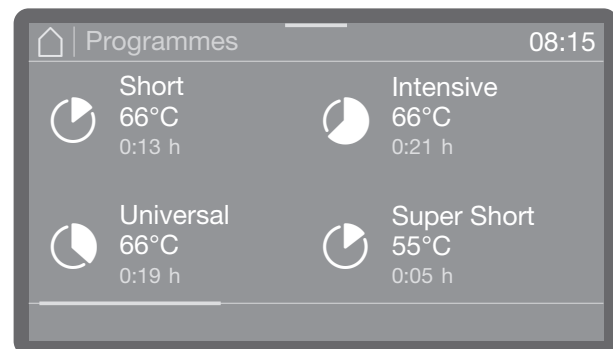 Programmes 08:15
Short
66°C
0:13 h
Intensive
66°C
0:21 h
Universal
66°C
0:19 h
Super Short
55°C
0:05 h